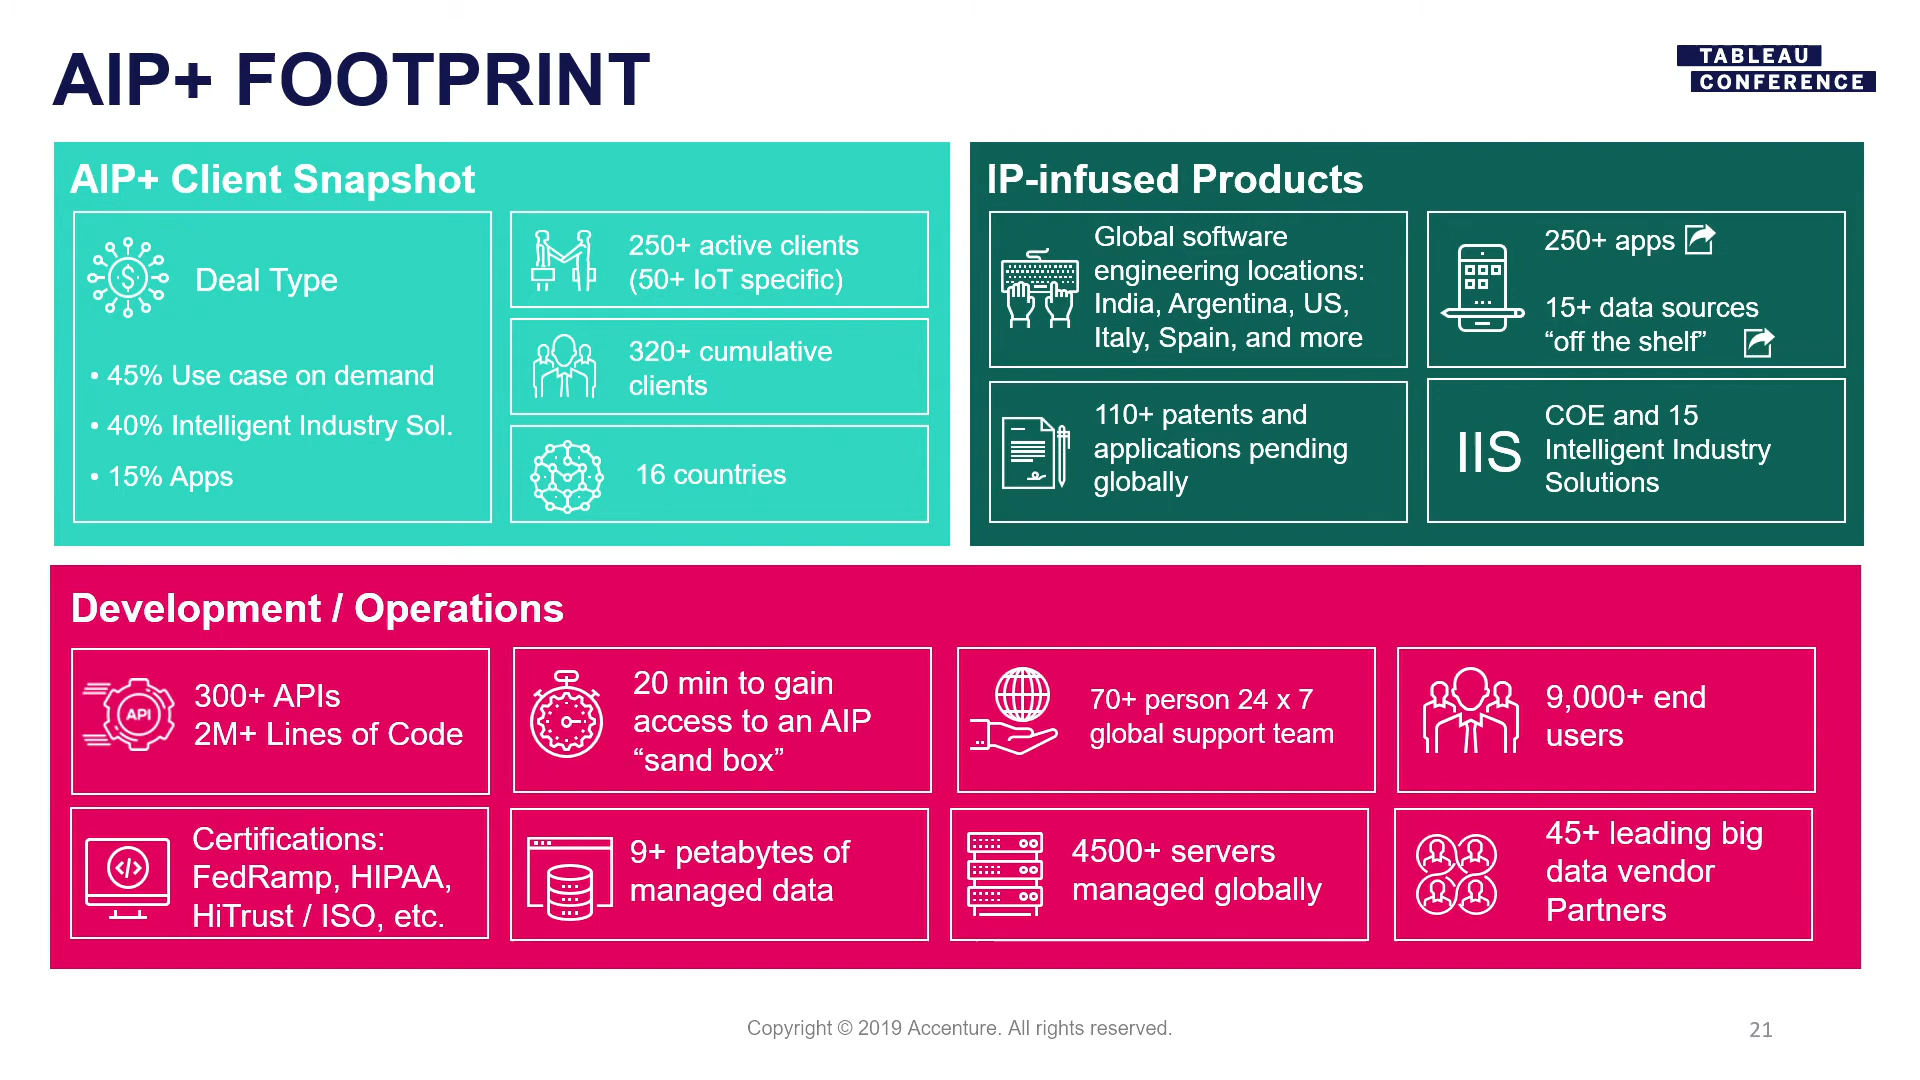 AIP+ FOOTPRINT
TABLEAU
CONFERENCE
AIP+ Client Snapshot
Deal Type
• 45% Use case on demand
• 40% Intelligent Industry Sol.
• 15% Apps
250+ active clients
(50+ IoT specific)
320+ cumulative
clients
16 countries
IP-infused Products
Global software
engineering locations:
India, Argentina, US,
Italy, Spain, and more
250+ apps
15+ data sources
“off the shelf”
110+ patents and
applications pending
globally
IIS
COE and 15
Intelligent Industry
Solutions
Development / Operations
API
300+ APIs
2M+ Lines of Code
20 min to gain
access to an AIP
“sand box”
70+ person 24 x 7
global support team
9,000+ end
users
</>
Certifications:
FedRamp, HIPAA,
HiTrust / ISO, etc.
9+ petabytes of
managed data
4500+ servers
managed globally
45+ leading big
data vendor
Partners
Copyright © 2019 Accenture. All rights reserved.
21